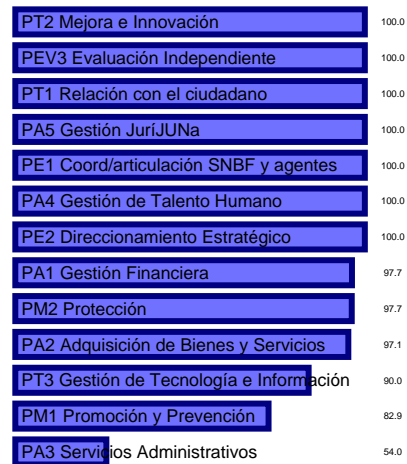 PT2 Mejora e Innovación 100.0
PEV3 Evaluación Independiente 100.0
PT1 Relación con el ciudadano 100.0
PA5 Gestión JuríJUNa 100.0
PE1 Coord/articulación SNBF y agentes 100.0
PA4 Gestión de Talento Humano 100.0
PE2 Direccionamiento Estratégico 100.0
PA1 Gestión Financiera 97.7
PM2 Protección 97.7
PA2 Adquisición de Bienes y Servicios 97.1
PT3 Gestión de Tecnología e Información 90.0
PM1 Promoción y Prevención 82.9
PA3 Servicios Administrativos 54.0